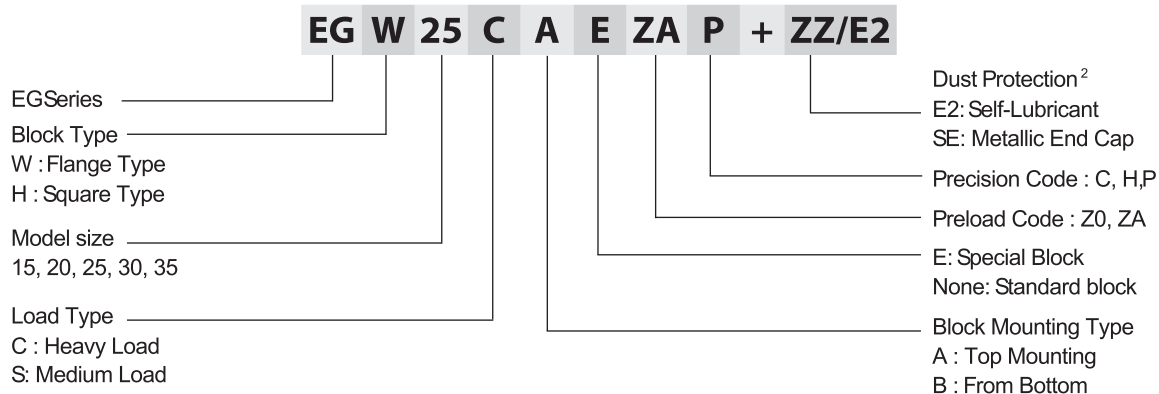 EG W 25 C A E ZA P + ZZ/E2
EGSeries
Block Type
W : Flange Type
H : Square Type
Model size
15, 20, 25, 30, 35
Load Type
C : Heavy Load
S: Medium Load
Dust Protection 2
E2: Self-Lubricant
SE: Metallic End Cap
Precision Code : C, H,P
Preload Code : Z0, ZA
E: Special Block
None: Standard block
Block Mounting Type
A : Top Mounting
B : From Bottom